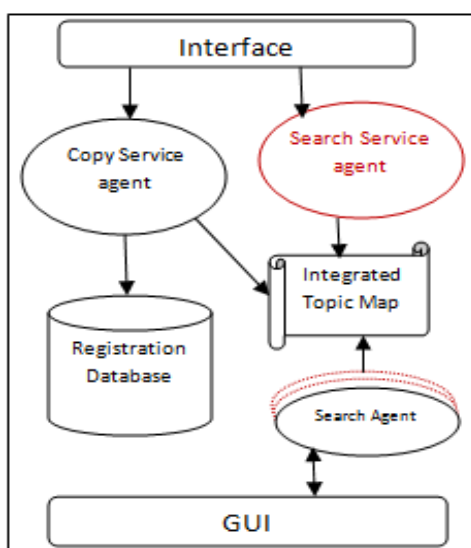 Interface
Copy Service
agent
Search Service
agent
Integrated
Topic Map
Registration
Database
Search Agent
GUI